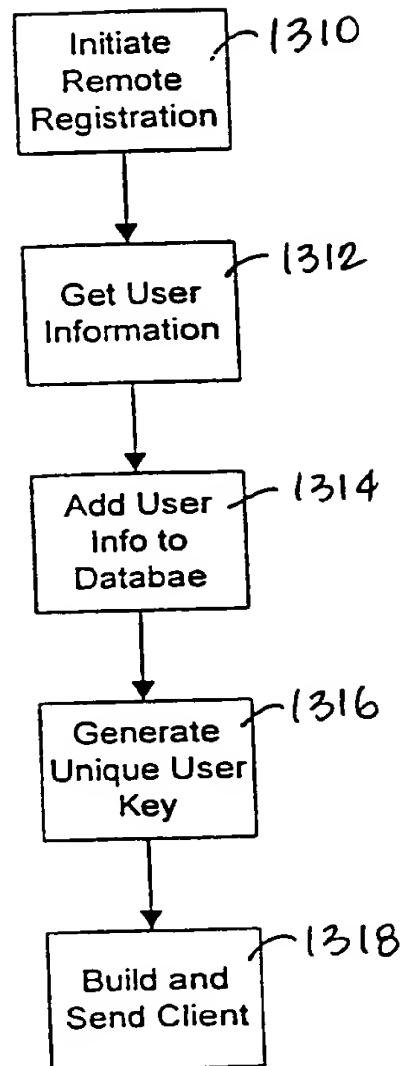 Initiate
Remote
Registration
1310
Get User
Information
1312
Add User
Info to
Databae
1314
Generate
Unique User
Key
1316
Build and
Send Client
1318